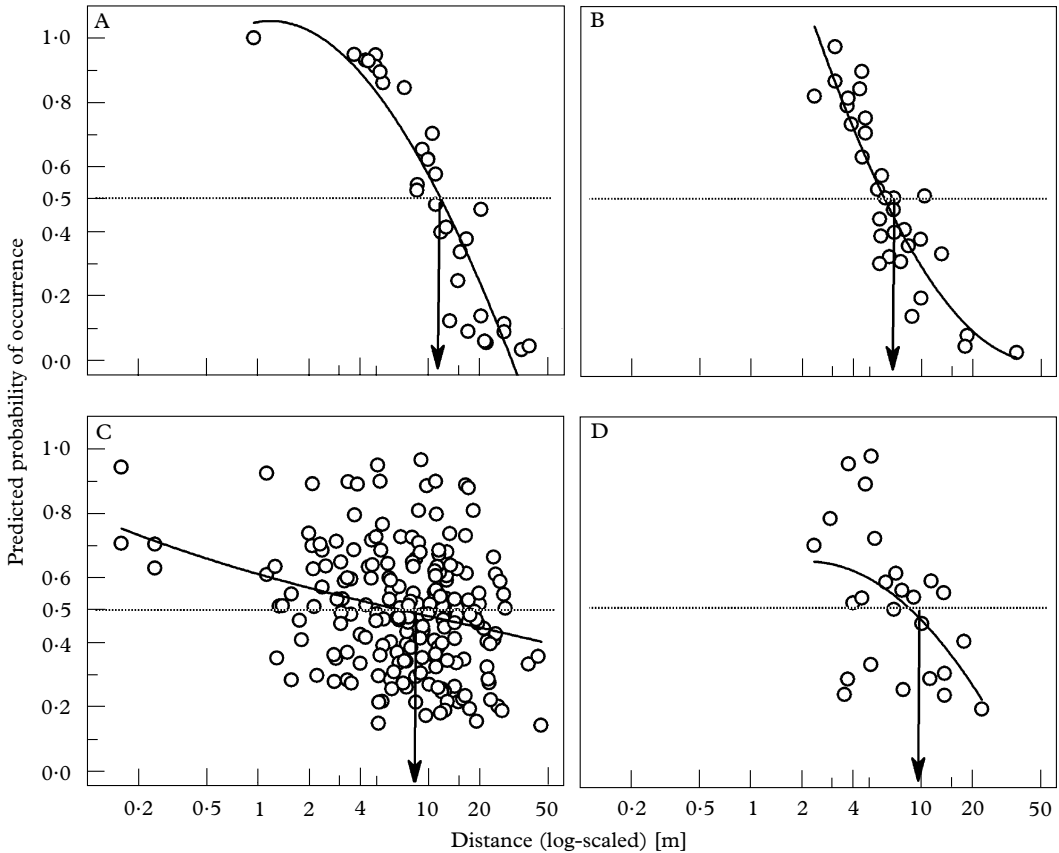 A
B
1·0
0·8
0·6
0·5
0·4
0·2
0·0
C
D
1·0
0·8
0·6
0·5
0·4
0·2
0·0
Predicted probability of occurrence
0·2 0·5 1 2 4 10 20 50
0·2 0·5 1 2 4 10 20 50
Distance (log-scaled) [m]